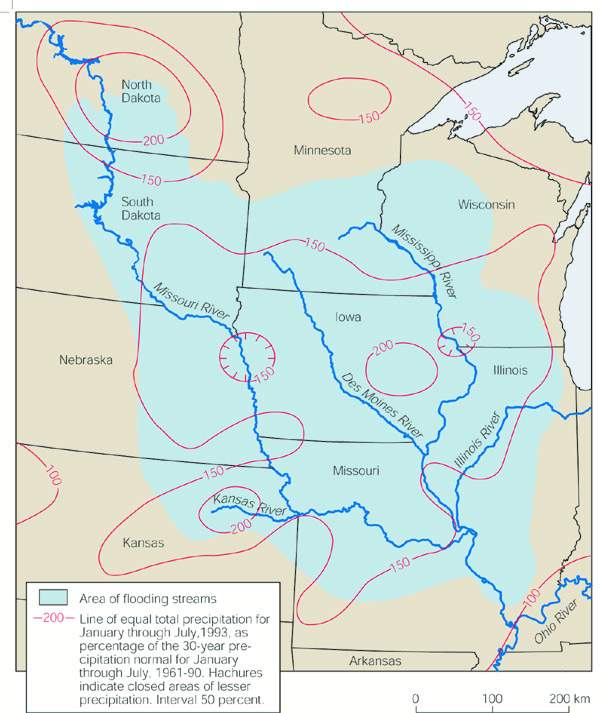 North
Dakota
200
150
150
150
Minnesota
Wisconsin
South
Dakota
Mississippi River
150
Missouri River
Iowa
150
200
Illinois
Nebraska
150
Des Moines River
Illinois River
100
150
Missouri
Kansas River
200
Kansas
150
100
Ohio River
Arkansas
Area of flooding streams
200 Line of equal total precipitation for
January through July,1993, as
percentage of the 30-year pre-
cipitation normal for January
through July, 1961-90. Hachures
indicate closed areas of lesser
precipitation. Interval 50 percent.
0 100 200 km